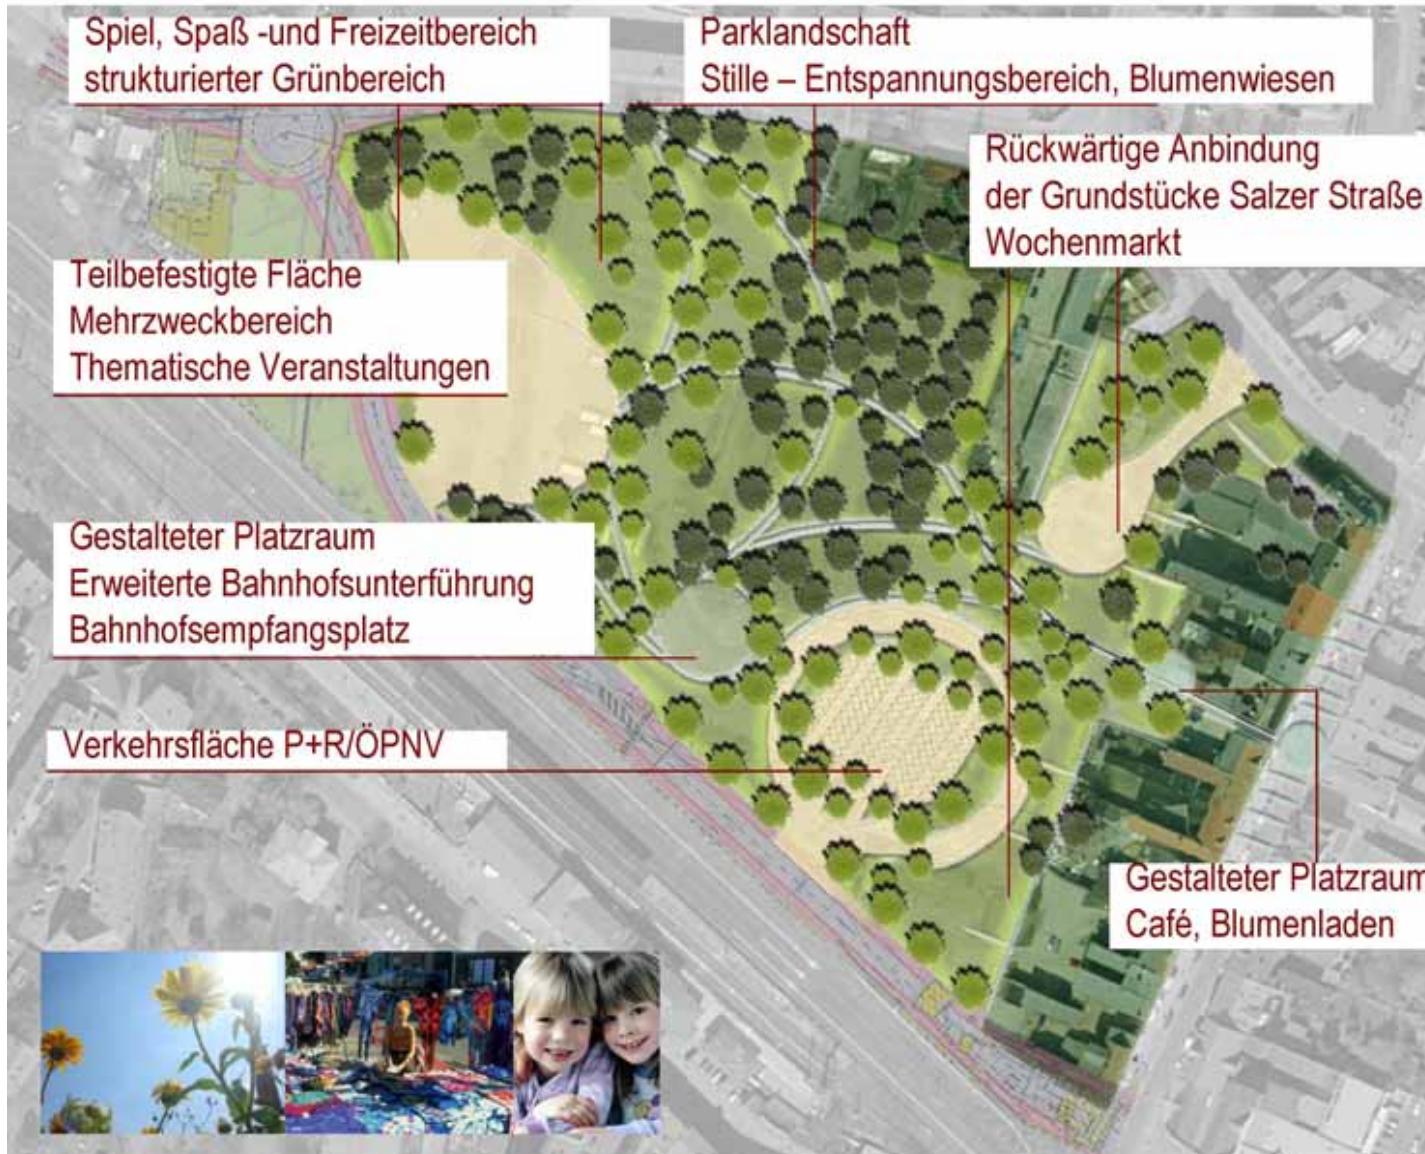 Spiel, Spaß -und Freizeitbereich
strukturierter Grünbereich
Parklandschaft
Stille – Entspannungsbereich, Blumenwiesen
Rückwärtige Anbindung
der Grundstücke Salzer Straße
Wochenmarkt
Teilbefestigte Fläche
Mehrzweckbereich
Thematische Veranstaltungen
Gestalteter Platzraum
Erweiterte Bahnhofsunterführung
Bahnhofsempfangsplatz
Verkehrsfläche P+R/ÖPNV
Gestalteter Platzraum
Café, Blumenladen